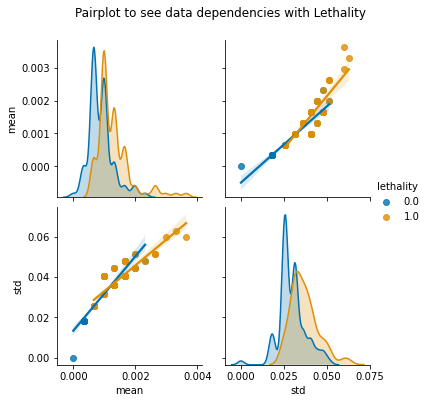 Pairplot to see data dependencies with Lethality
0.003
0.002
0.001
0.000
mean
lethality
0.0
1.0
0.06
0.04
0.02
0.00
std
0.000 0.002 0.004
mean
0.000 0.025 0.050 0.075
std